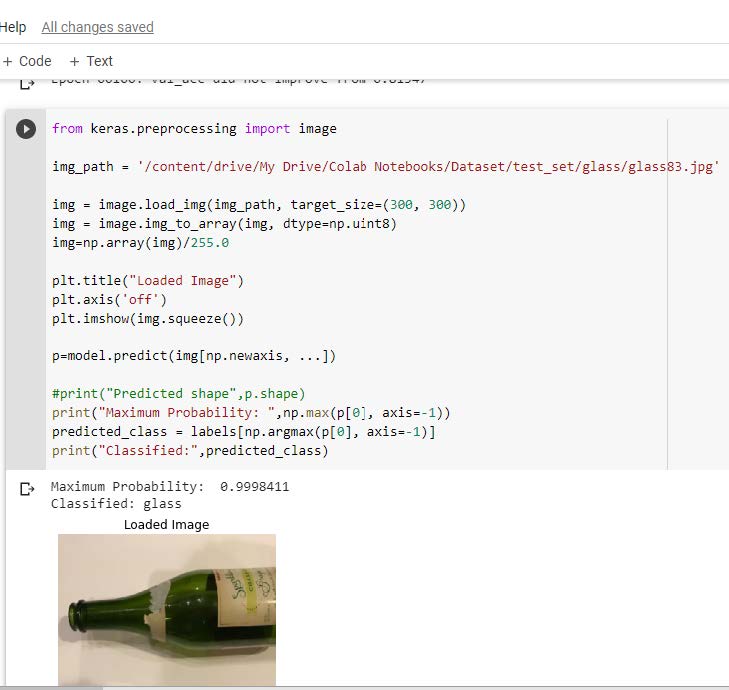 Help All changes saved
+ Code + Text
from keras.preprocessing import image
img_path = '/content/drive/My Drive/Colab Notebooks/Dataset/test_set/glass/glass83.jpg'
img = image.load_img(img_path, target_size=(300, 300))
img = image.img_to_array(img, dtype=np.uint8)
img=np.array(img)/255.0
plt.title("Loaded Image")
plt.axis('off')
plt.imshow(img.squeeze())
p=model.predict(img[np.newaxis, ...])
#print("Predicted shape",p.shape)
print("Maximum Probability: ",np.max(p[0], axis=-1))
predicted_class = labels[np.argmax(p[0], axis=-1)]
print("Classified:",predicted_class)
Maximum Probability:  0.9998411
Classified: glass
Loaded Image